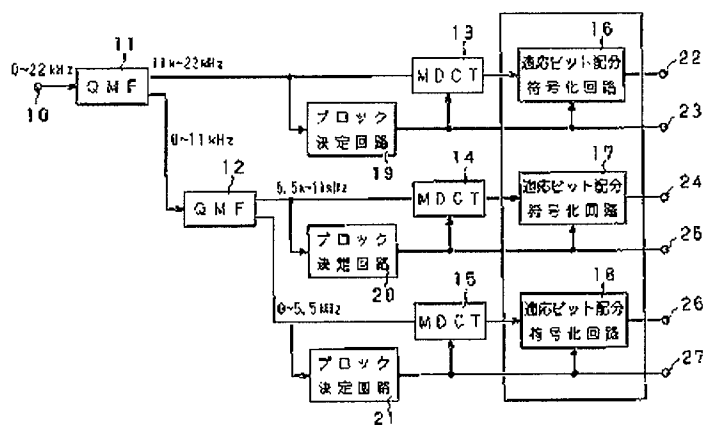 11
0~22kHz
QMF
10
11k~22kHz
13
MDCT
16
適応ビット配分
符号化回路
22
23
ブロック
決定回路
19
0~11kHz
12
QMF
5.5k~11kHz
14
MDCT
17
適応ビット配分
符号化回路
24
25
ブロック
決定回路
20
0~5.5kHz
15
MDCT
18
適応ビット配分
符号化回路
26
27
ブロック
決定回路
21